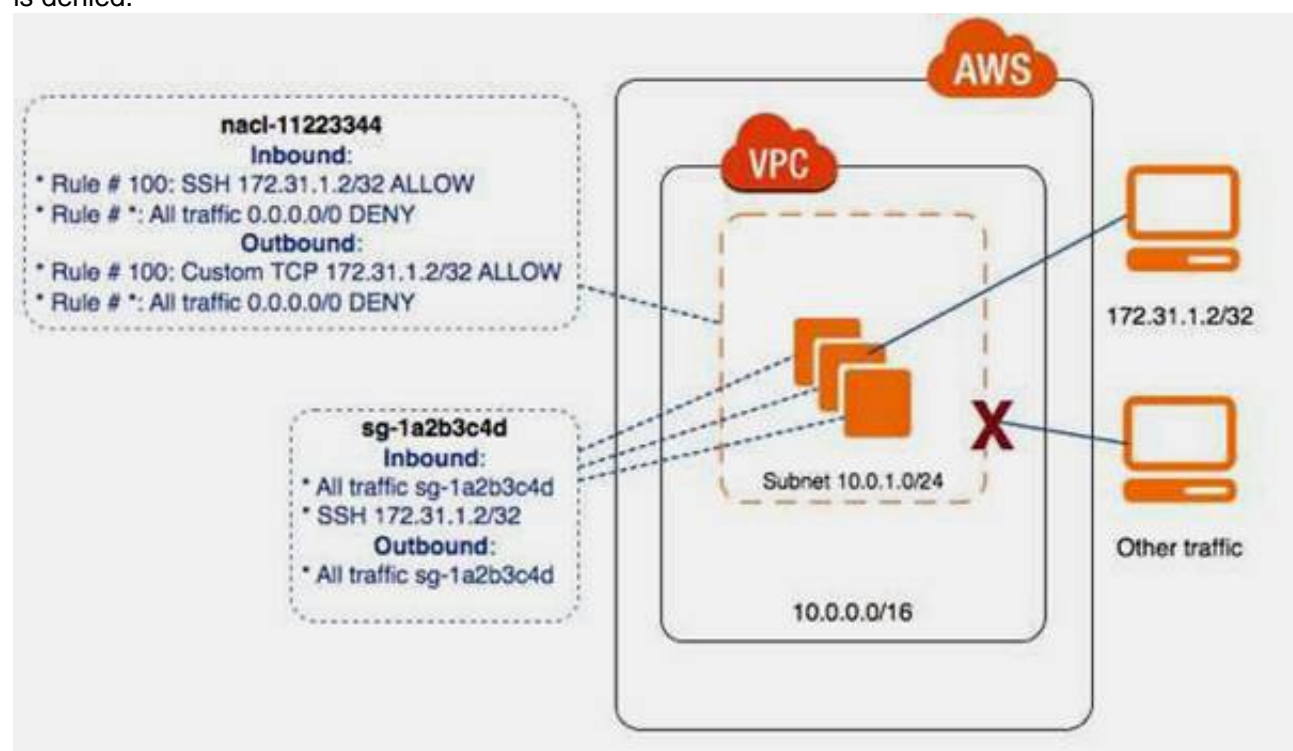 is denied.
AWS
VPC
nacl-11223344
Inbound:
* Rule # 100: SSH 172.31.1.2/32 ALLOW
* Rule # *: All traffic 0.0.0.0/0 DENY
Outbound:
* Rule # 100: Custom TCP 172.31.1.2/32 ALLOW
* Rule # *: All traffic 0.0.0.0/0 DENY
172.31.1.2/32
sg-1a2b3c4d
Inbound:
* All traffic sg-1a2b3c4d
* SSH 172.31.1.2/32
Outbound:
* All traffic sg-1a2b3c4d
X
Subnet 10.0.1.0/24
Other traffic
10.0.0.0/16